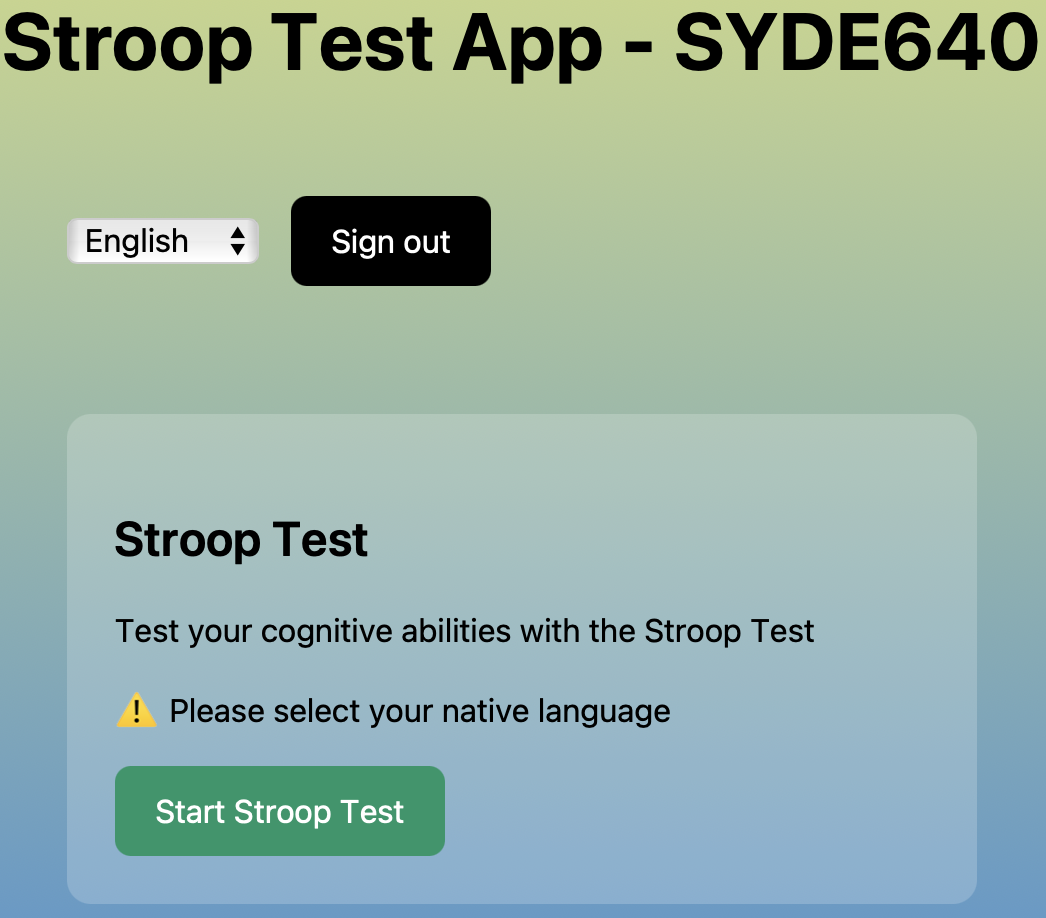 Stroop Test App - SYDE640
English
Sign out
Stroop Test
Test your cognitive abilities with the Stroop Test
⚠️ Please select your native language
Start Stroop Test